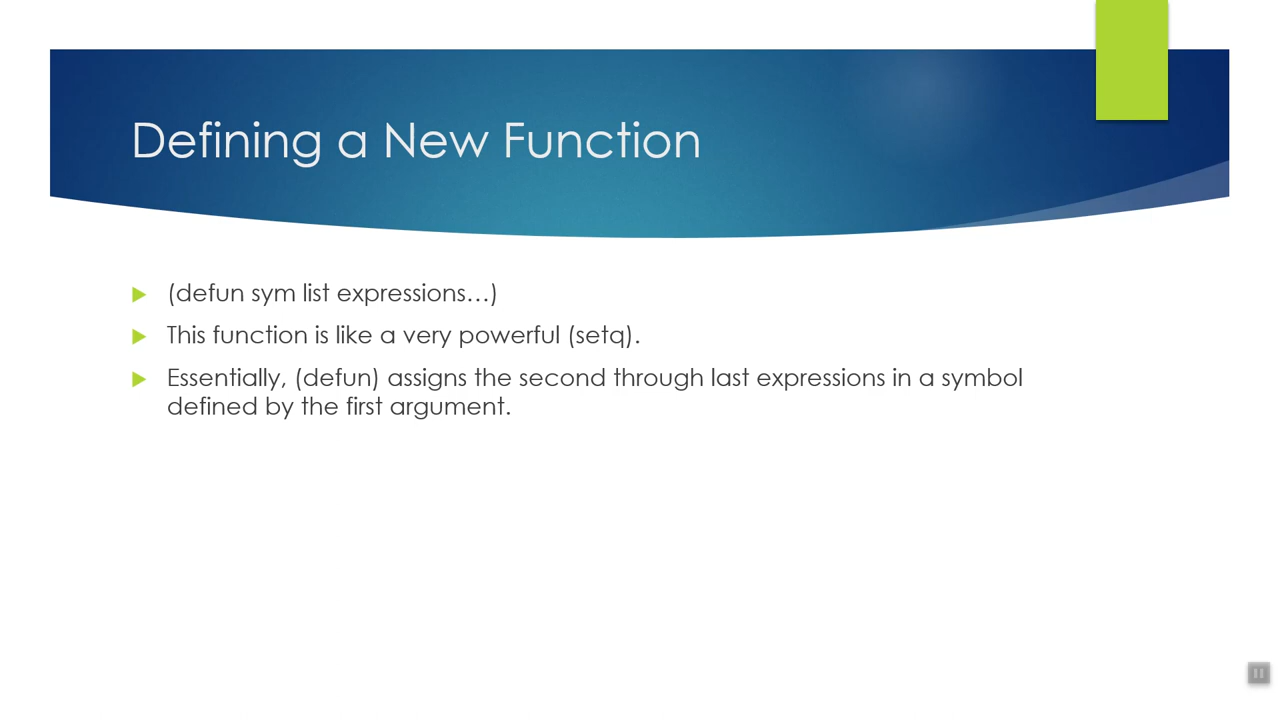 Defining a New Function
(defun sym list expressions…)
This function is like a very powerful (setq).
Essentially, (defun) assigns the second through last expressions in a symbol
defined by the first argument.